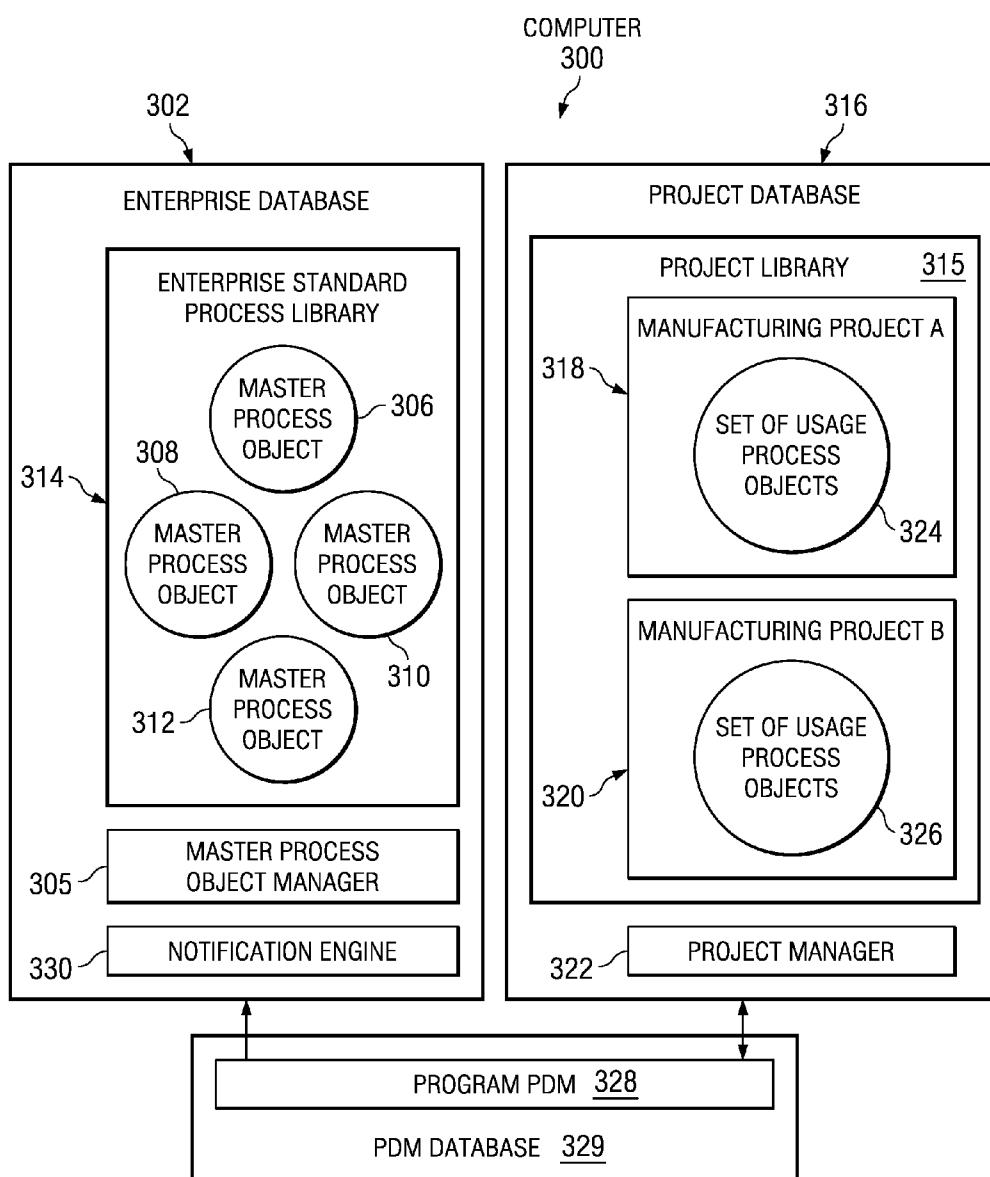 COMPUTER
300
302
316
ENTERPRISE DATABASE
ENTERPRISE STANDARD
PROCESS LIBRARY
MASTER
PROCESS
OBJECT
306
308
314
MASTER
PROCESS
OBJECT
MASTER
PROCESS
OBJECT
310
312
MASTER
PROCESS
OBJECT
305
MASTER PROCESS
OBJECT MANAGER
330
NOTIFICATION ENGINE
PROJECT DATABASE
PROJECT LIBRARY 315
MANUFACTURING PROJECT A
318
SET OF USAGE
PROCESS
OBJECTS
324
MANUFACTURING PROJECT B
320
SET OF USAGE
PROCESS
OBJECTS
326
322
PROJECT MANAGER
PROGRAM PDM 328
PDM DATABASE 329